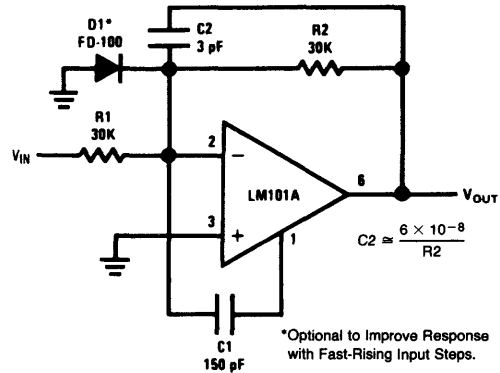 D1*
FD-100
C2
3 pF
R2
30K
R1
30K
VIN
2
3
LM101A
6
1
VOUT
C2 ≅ 6 × 10−8
R2
C1
150 pF
*Optional to Improve Response
with Fast-Rising Input Steps.